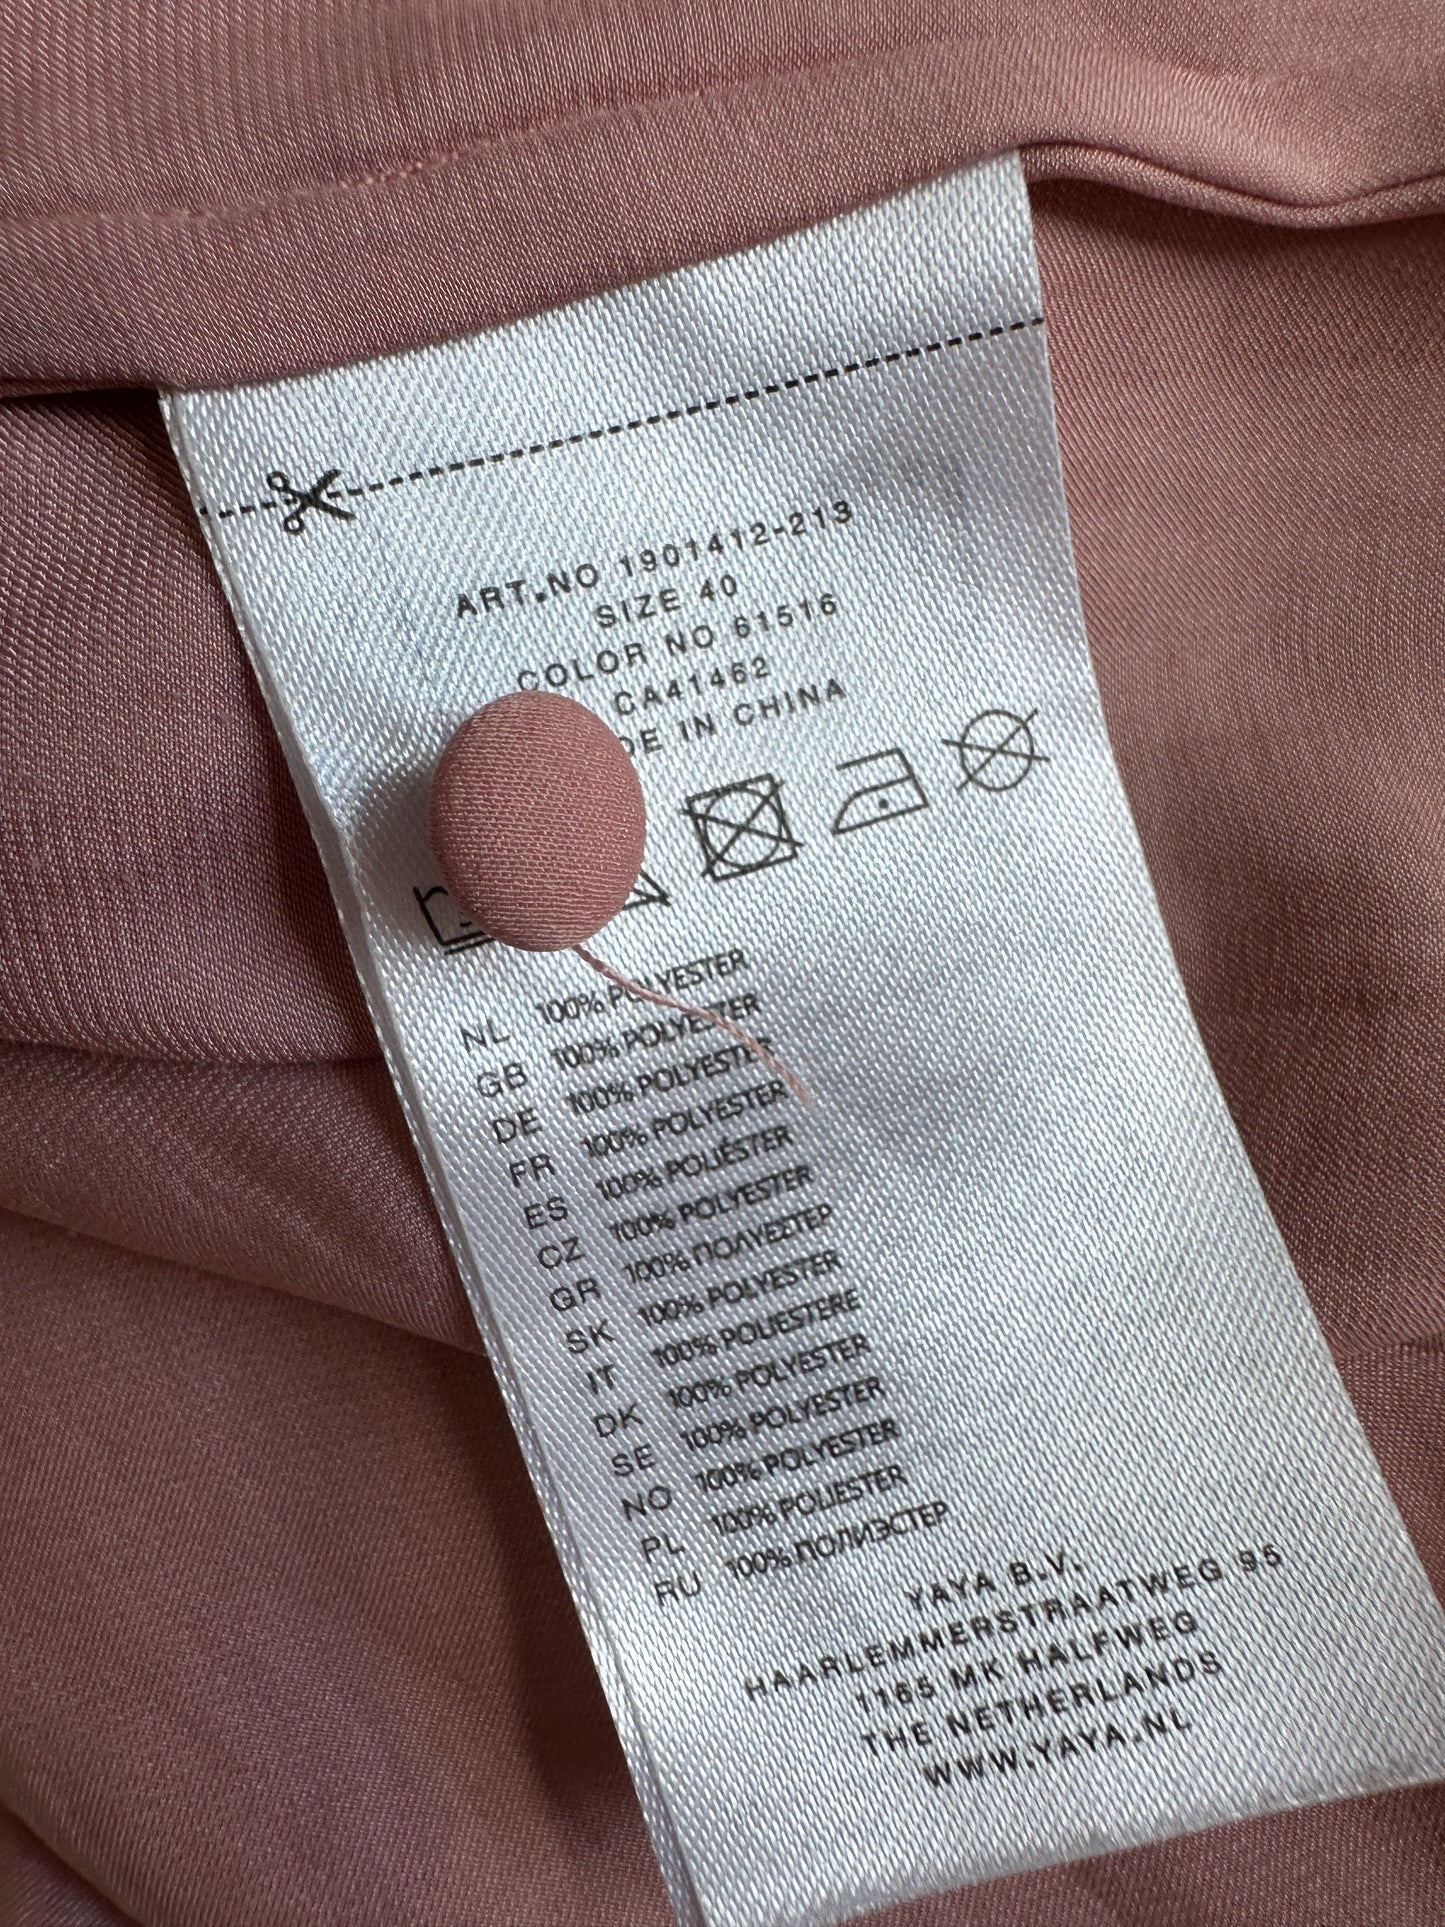 ART.NO 1901412-213
SIZE 40
COLOR NO 61516
CA41462
DE IN CHINA
NL 100% POLYESTER
GB 100% POLYESTER
DE 100% POLYESTER
FR 100% POLYESTER
ES 100% POLIÉSTER
CZ 100% POLYESTER
GR 100% ΠΟΛΥΕΣΤΕΡ
SK 100% POLYESTER
IT 100% POLIESTERE
DK 100% POLYESTER
SE 100% POLYESTER
NO 100% POLYESTER
PL 100% POLIESTER
RU 100% ПОЛИЭСТЕР
YAYA B.V.
HAARLEMMERSTRAATWEG 95
1165 MK HALFWEG
THE NETHERLANDS
WWW.YAYA.NL